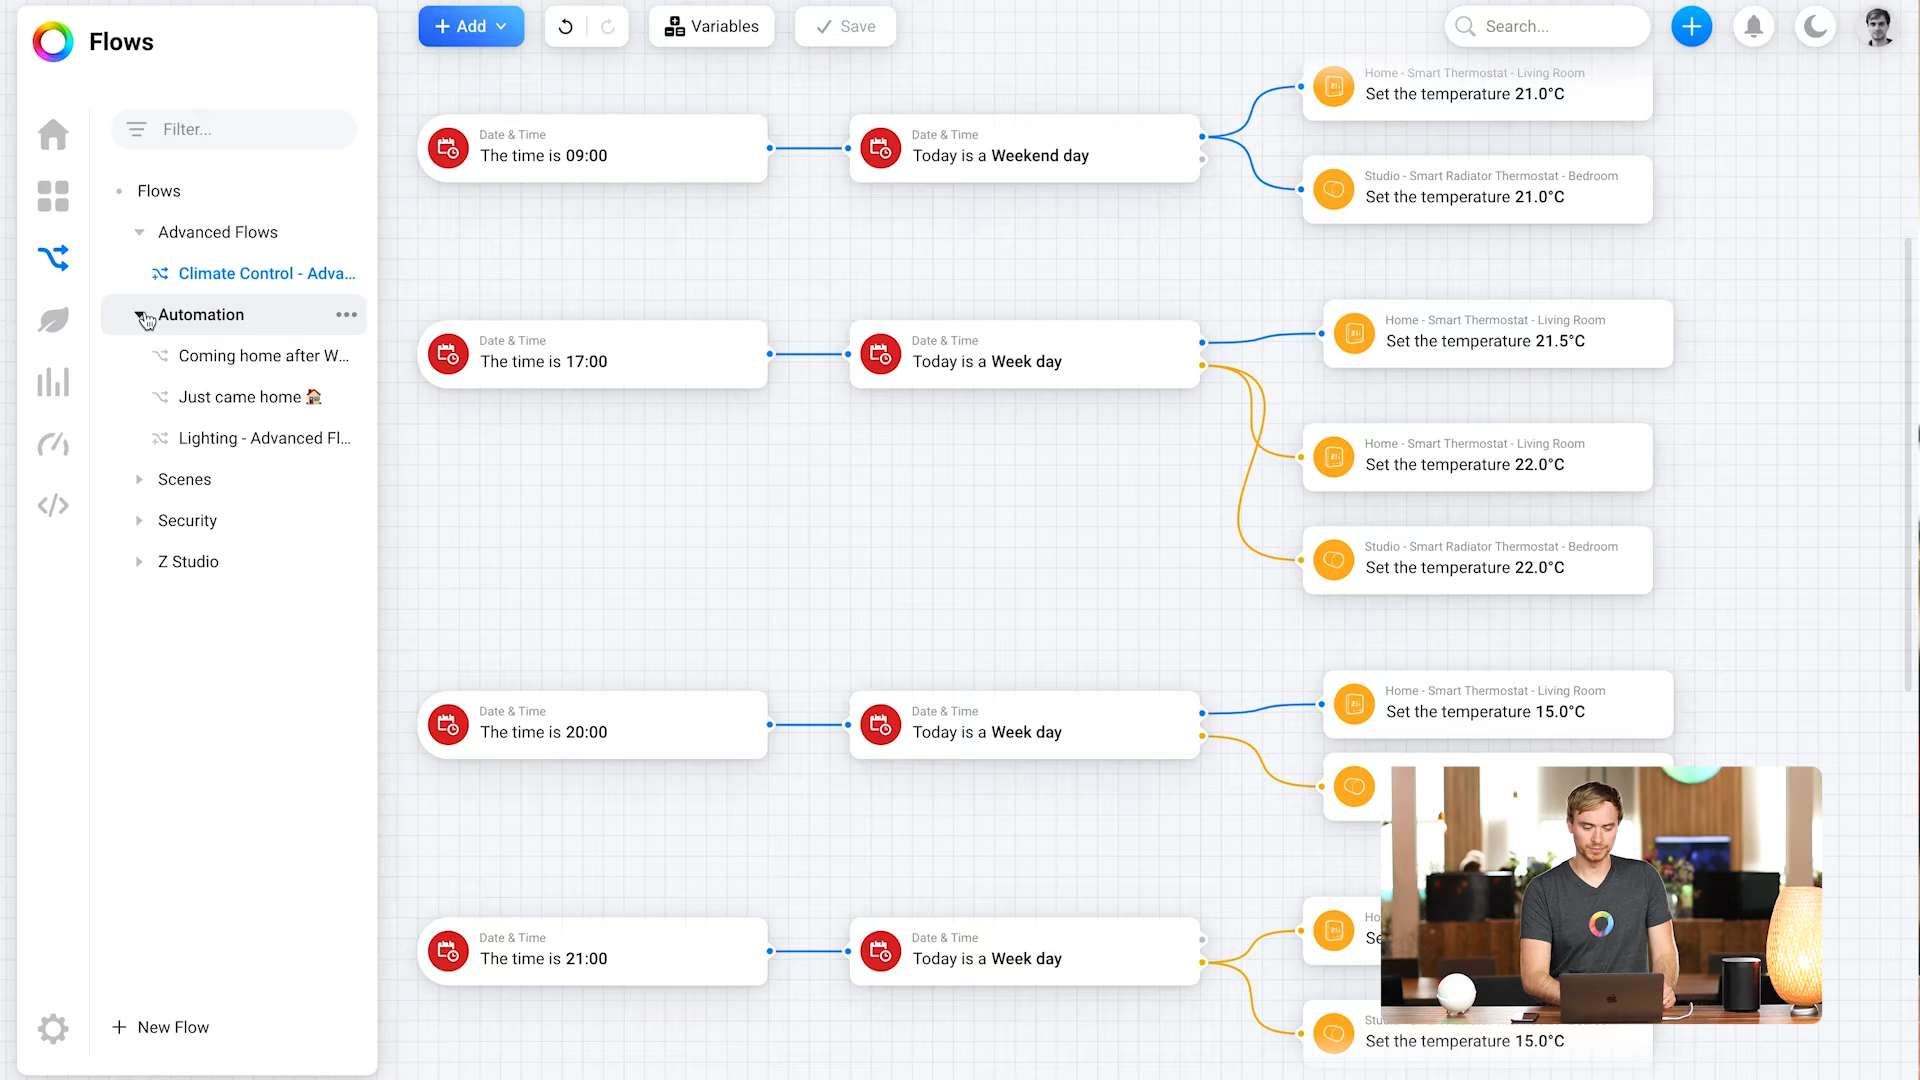 Flows
Filter...
Flows
Advanced Flows
Climate Control - Adva...
Automation
Coming home after W...
Just came home
Lighting - Advanced Fl...
Scenes
Security
Z Studio
New Flow
Add
Variables
Save
Search...
Date & Time
The time is 09:00
Date & Time
Today is a Weekend day
Home - Smart Thermostat - Living Room
Set the temperature 21.0°C
Studio - Smart Radiator Thermostat - Bedroom
Set the temperature 21.0°C
Date & Time
The time is 17:00
Date & Time
Today is a Week day
Home - Smart Thermostat - Living Room
Set the temperature 21.5°C
Home - Smart Thermostat - Living Room
Set the temperature 22.0°C
Studio - Smart Radiator Thermostat - Bedroom
Set the temperature 22.0°C
Date & Time
The time is 20:00
Date & Time
Today is a Week day
Home - Smart Thermostat - Living Room
Set the temperature 15.0°C
Date & Time
The time is 21:00
Date & Time
Today is a Week day
Ho
Se
Stu
Set the temperature 15.0°C